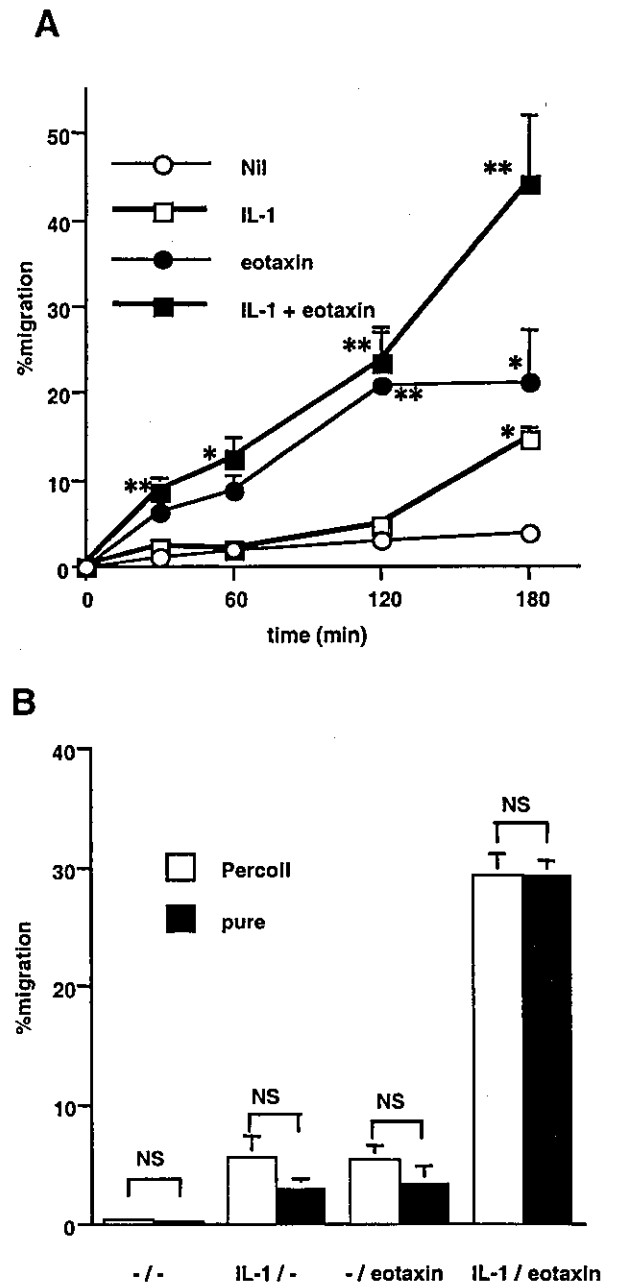 A
50
40
30
20
10
0
%migration
Nil
IL-1
eotaxin
IL-1 + eotaxin
**
*
**
**
**
*
*
0 60 120 180
time (min)
B
40
30
20
10
0
%migration
Percoll
pure
NS
NS
NS
NS
- / - IL-1 / - - / eotaxin IL-1 / eotaxin